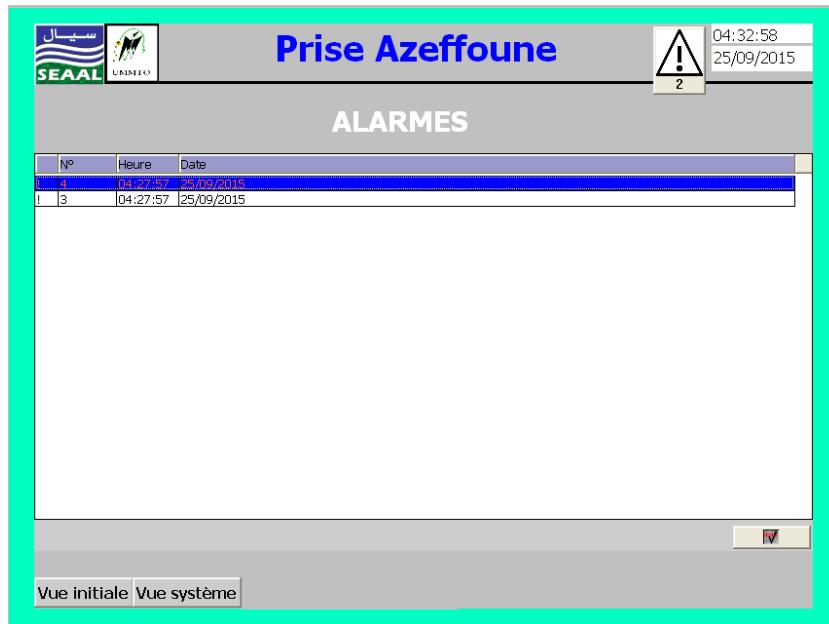 سيال
SEAAL
UMMTO
Prise Azeffoune
2
04:32:58
25/09/2015
ALARMES
N° Heure Date
! 4 04:27:57 25/09/2015
! 3 04:27:57 25/09/2015
Vue initiale Vue système